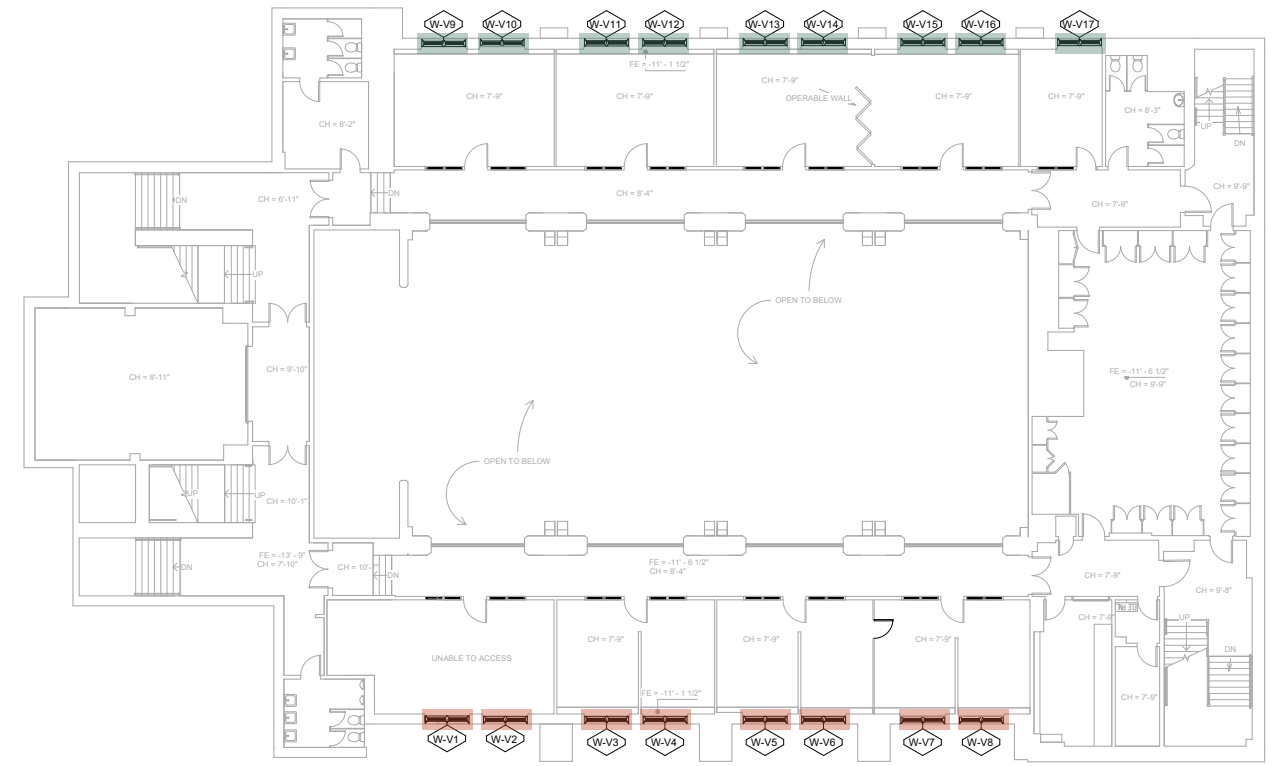 W-V9
W-V10
W-V11
W-V12
W-V13
W-V14
W-V15
W-V16
W-V17
FE = -11' - 1 1/2"
CH = 7'-9"
CH = 7'-9"
CH = 7'-9"
OPERABLE WALL
CH = 7'-9"
CH = 7'-9"
CH = 8'-3"
CH = 8'-2"
UP
DN
CH = 9'-9"
DN
CH = 6'-11"
DN
CH = 8'-4"
CH = 7'-9"
UP
OPEN TO BELOW
CH = 8'-11"
CH = 9'-10"
FE = -11' - 6 1/2"
CH = 9'-9"
OPEN TO BELOW
UP
UP
CH = 10'-1"
FE = -13' - 9"
CH = 7'-10"
DN
CH = 10'-
DN
FE = -11' - 6 1/2"
CH = 8'-4"
CH = 7'-9"
CH = 9'-8"
UNABLE TO ACCESS
CH = 7'-9"
CH = 7'-9"
CH = 7'-9"
CH = 7'-9"
UP
DN
FE = -11' - 1 1/2"
CH = 7'-9"
W-V1
W-V2
W-V3
W-V4
W-V5
W-V6
W-V7
W-V8